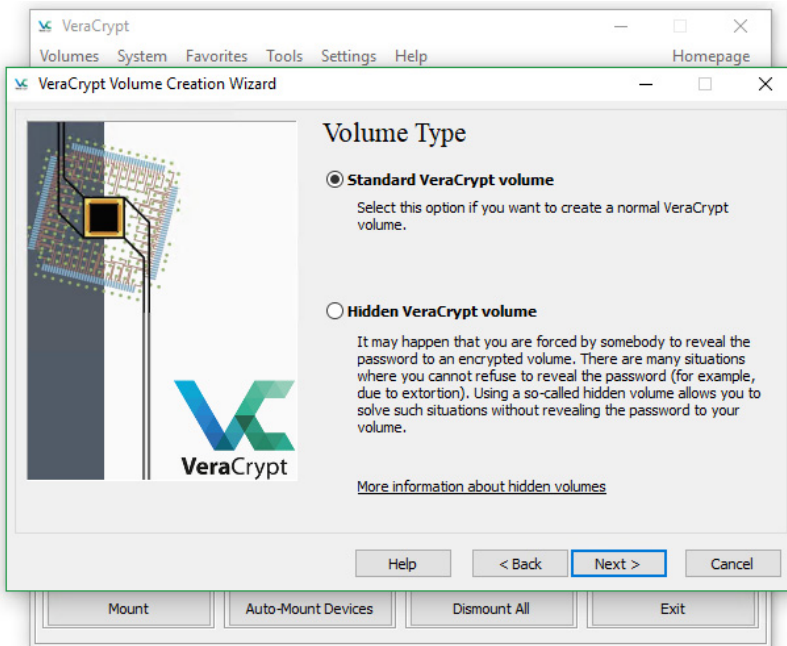 VeraCrypt
Volumes System Favorites Tools Settings Help Homepage
VeraCrypt Volume Creation Wizard
Volume Type
Standard VeraCrypt volume
Select this option if you want to create a normal VeraCrypt
volume.
Hidden VeraCrypt volume
It may happen that you are forced by somebody to reveal the
password to an encrypted volume. There are many situations
where you cannot refuse to reveal the password (for example,
due to extortion). Using a so-called hidden volume allows you to
solve such situations without revealing the password to your
volume.
VeraCrypt
More information about hidden volumes
Help < Back Next > Cancel
Mount Auto-Mount Devices Dismount All Exit